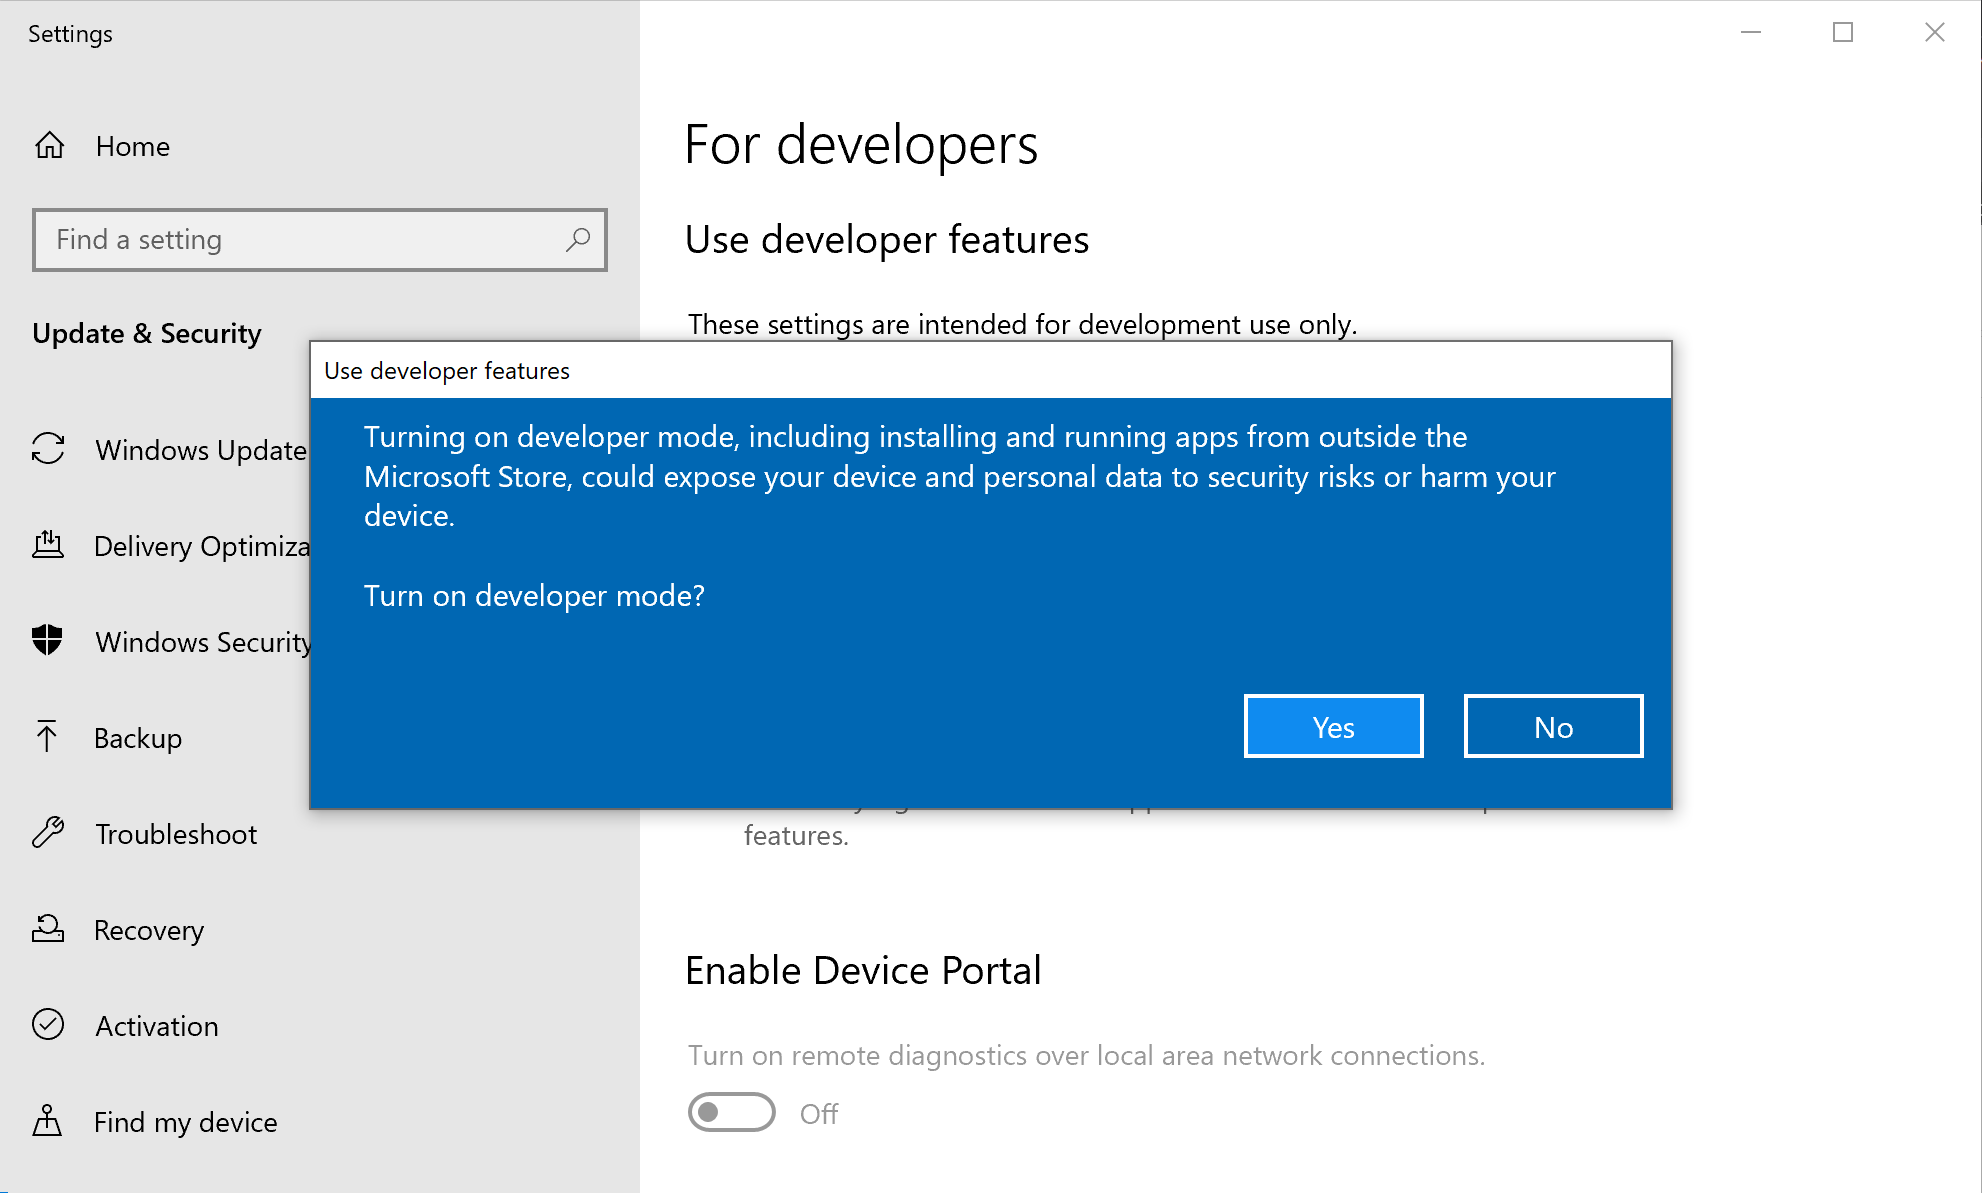 Settings
Home
Find a setting
Update & Security
Windows Update
Delivery Optimiza
Windows Security
Backup
Troubleshoot
Recovery
Activation
Find my device
For developers
Use developer features
These settings are intended for development use only.
Use developer features
Turning on developer mode, including installing and running apps from outside the
Microsoft Store, could expose your device and personal data to security risks or harm your
device.
Turn on developer mode?
Yes
No
features.
Enable Device Portal
Turn on remote diagnostics over local area network connections.
Off